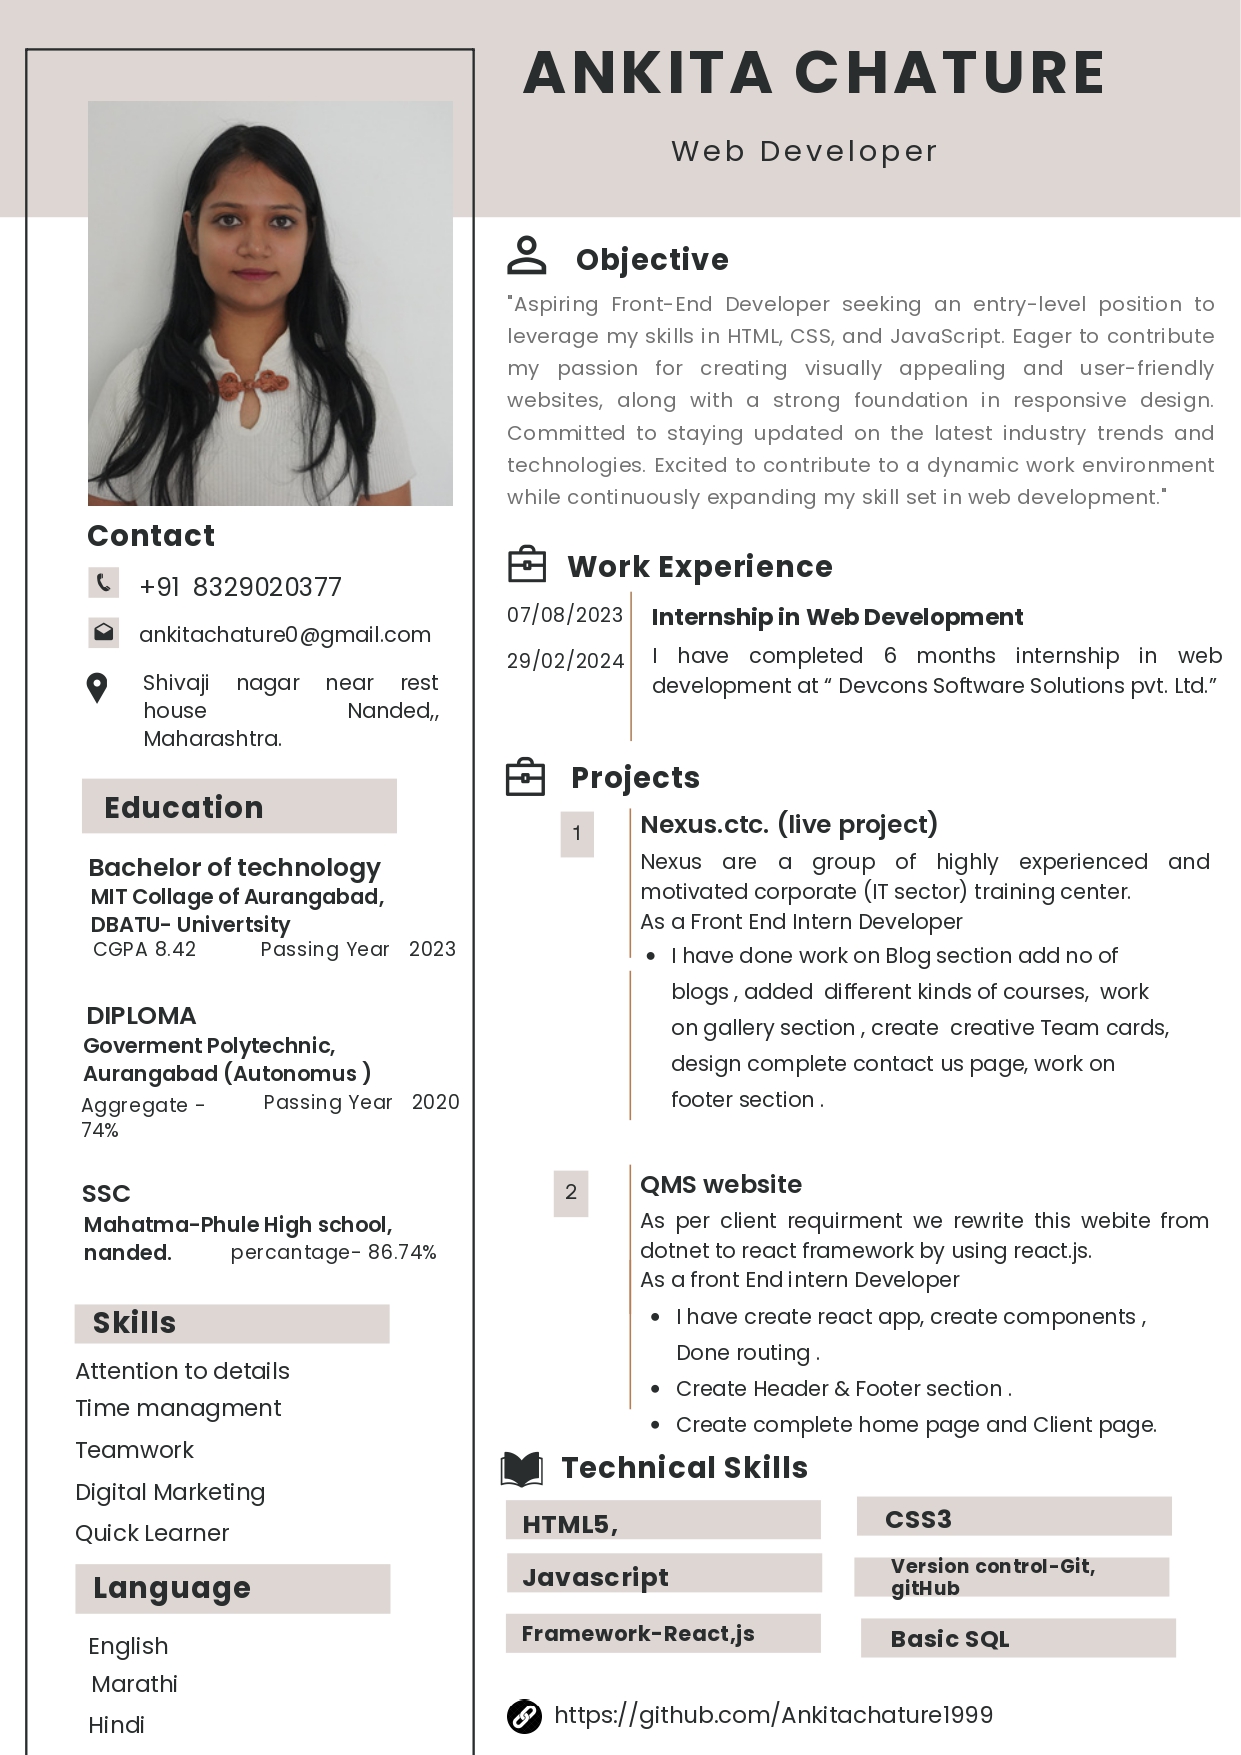 ANKITA CHATURE
Web Developer
Contact
+91 8329020377
ankitachature0@gmail.com
Shivaji nagar near rest
house Nanded,,
Maharashtra.
Education
Bachelor of technology
MIT Collage of Aurangabad,
DBATU- Univertsity
CGPA 8.42 Passing Year 2023
DIPLOMA
Goverment Polytechnic,
Aurangabad (Autonomus )
Aggregate - Passing Year 2020
74%
SSC
Mahatma-Phule High school,
nanded. percantage- 86.74%
Skills
Attention to details
Time managment
Teamwork
Digital Marketing
Quick Learner
Language
English
Marathi
Hindi
Objective
"Aspiring Front-End Developer seeking an entry-level position to
leverage my skills in HTML, CSS, and JavaScript. Eager to contribute
my passion for creating visually appealing and user-friendly
websites, along with a strong foundation in responsive design.
Committed to staying updated on the latest industry trends and
technologies. Excited to contribute to a dynamic work environment
while continuously expanding my skill set in web development."
Work Experience
07/08/2023 Internship in Web Development
29/02/2024 I have completed 6 months internship in web
development at “ Devcons Software Solutions pvt. Ltd.”
Projects
1 Nexus.ctc. (live project)
Nexus are a group of highly experienced and
motivated corporate (IT sector) training center.
As a Front End Intern Developer
• I have done work on Blog section add no of
blogs , added different kinds of courses, work
on gallery section , create creative Team cards,
design complete contact us page, work on
footer section .
2 QMS website
As per client requirment we rewrite this webite from
dotnet to react framework by using react.js.
As a front End intern Developer
• I have create react app, create components ,
Done routing .
• Create Header & Footer section .
• Create complete home page and Client page.
Technical Skills
HTML5, CSS3
Javascript Version control-Git,
gitHub
Framework-React,js Basic SQL
https://github.com/Ankitachature1999